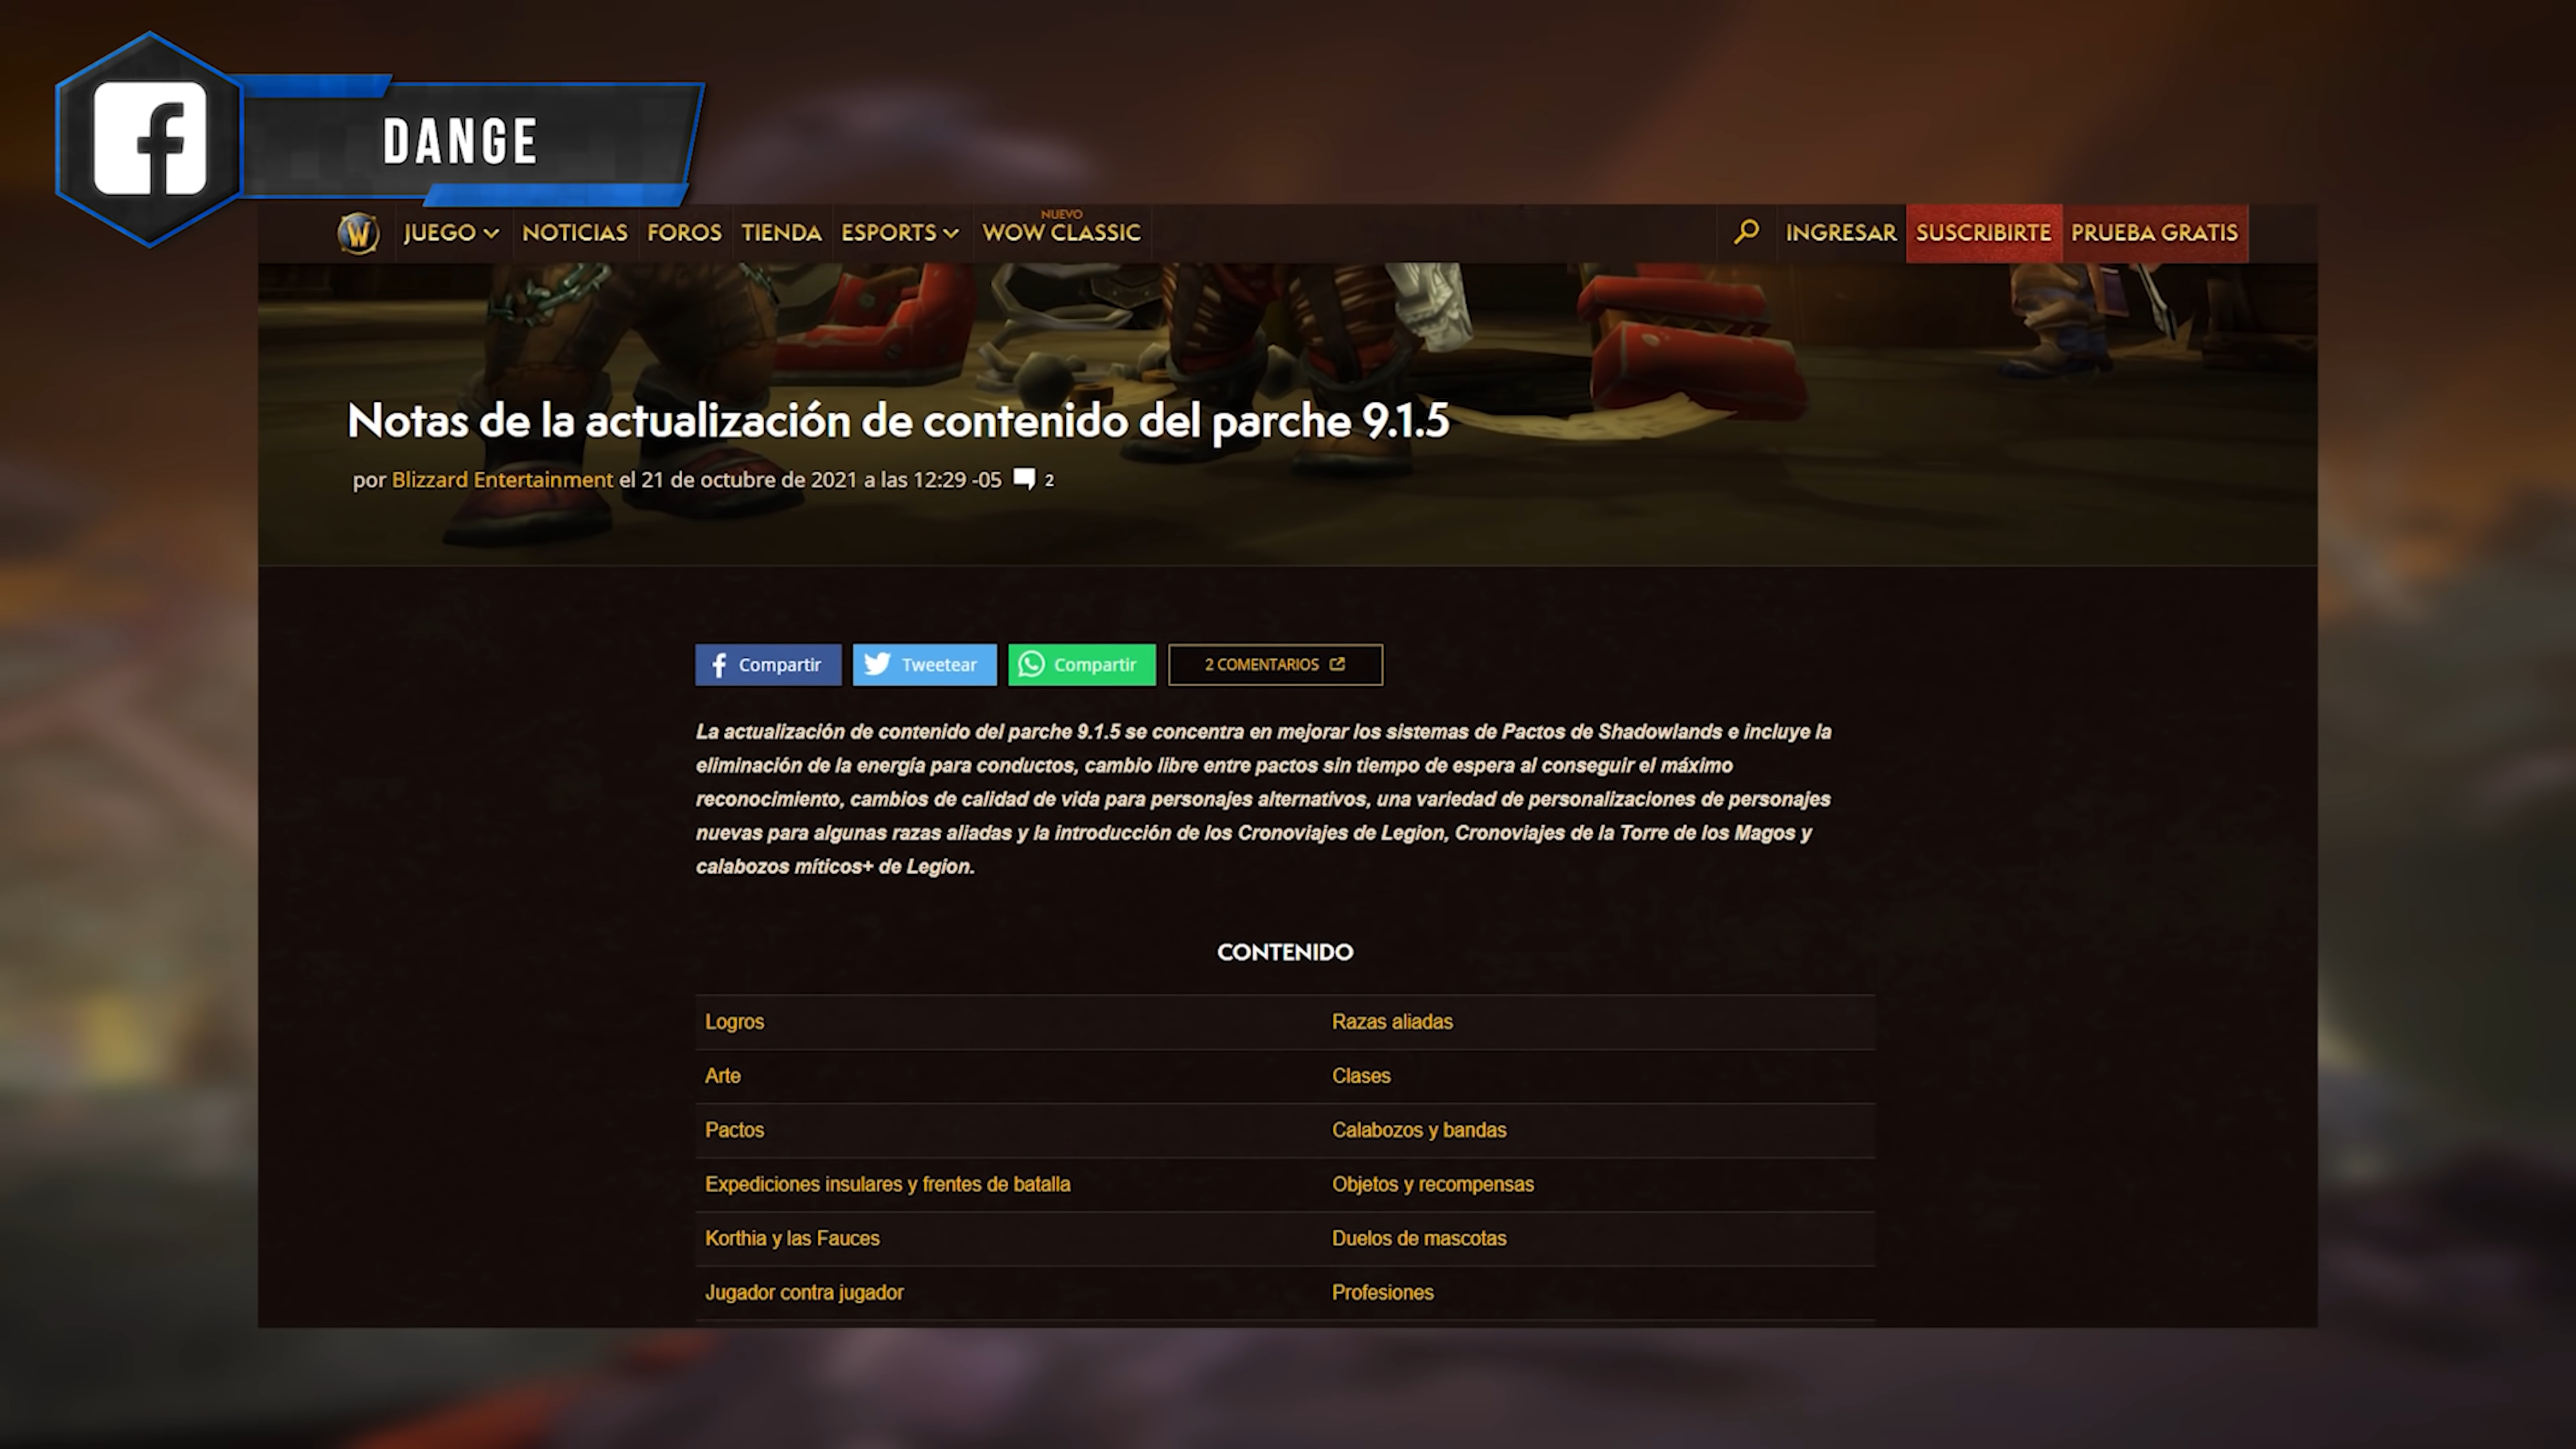 DANGE
JUEGO
NOTICIAS
FOROS
TIENDA
ESPORTS
NUEVO
WOW CLASSIC
INGRESAR
SUSCRIBIRTE
PRUEBA GRATIS
Notas de la actualización de contenido del parche 9.1.5
por Blizzard Entertainment el 21 de octubre de 2021 a las 12:29 -05 2
Compartir
Tweetear
Compartir
2 COMENTARIOS
La actualización de contenido del parche 9.1.5 se concentra en mejorar los sistemas de Pactos de Shadowlands e incluye la
eliminación de la energía para conductos, cambio libre entre pactos sin tiempo de espera al conseguir el máximo
reconocimiento, cambios de calidad de vida para personajes alternativos, una variedad de personalizaciones de personajes
nuevas para algunas razas aliadas y la introducción de los Cronoviajes de Legion, Cronoviajes de la Torre de los Magos y
calabozos míticos+ de Legion.
CONTENIDO
Logros
Razas aliadas
Arte
Clases
Pactos
Calabozos y bandas
Expediciones insulares y frentes de batalla
Objetos y recompensas
Korthia y las Fauces
Duelos de mascotas
Jugador contra jugador
Profesiones